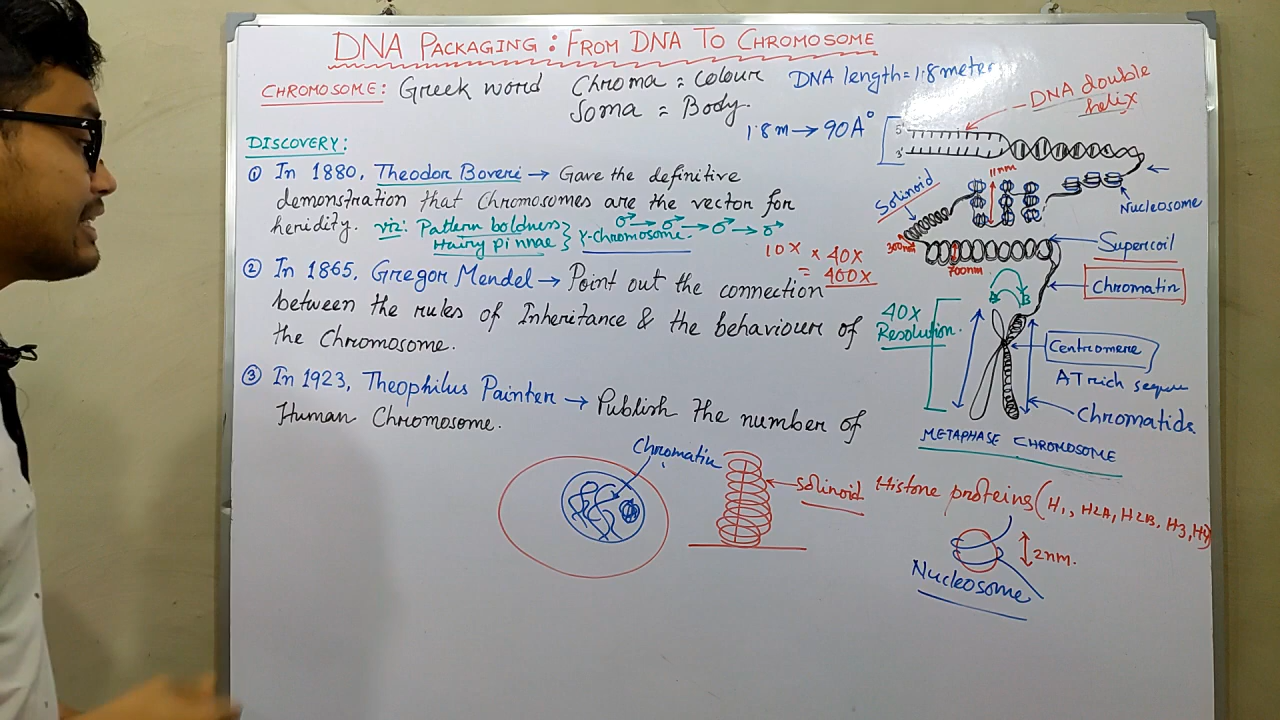 DNA PACKAGING: FROM DNA TO CHROMOSOME
CHROMOSOME: Greek word Chroma = Colour
Soma = Body.
DNA length = 1.8 meter
1.8m → 90A°
DNA double
helix
5'
3'
DISCOVERY:
① In 1880, Theodor Boveri → Gave the definitive
demonstration that Chromosomes are the vector for
heridity. viz: Pattern boldness
Hairy pinnae } Y-chromosome. ♂ → ♂ → ♂ → ♂
② In 1865, Gregor Mendel → Point out the connection
between the rules of Inheritance & the behaviour of
the Chromosome.
③ In 1923, Theophilus Painter → Publish the number of
Human Chromosome.
10X × 40X
= 400X
Solinoid
11nm
Nucleosome
300nm
700nm
Supercoil
Chromatin
40X
Resolution.
Centromere
AT rich
Chromatids
METAPHASE CHROMOSOME
Chromatin
Solinoid
Histone proteins (H1, H2A, H2B, H3, H4)
2nm.
Nucleosome